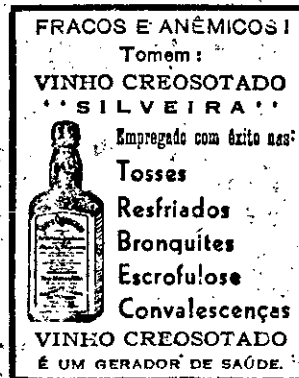 FRACOS E ANÊMICOS!
Tomem:
VINHO CREOSOTADO
"SILVEIRA"
Empregado com êxito nas:
Tosses
Resfriados
Bronquites
Escrofulose
Convalescenças
VINHO CREOSOTADO
É UM GERADOR DE SAÚDE.